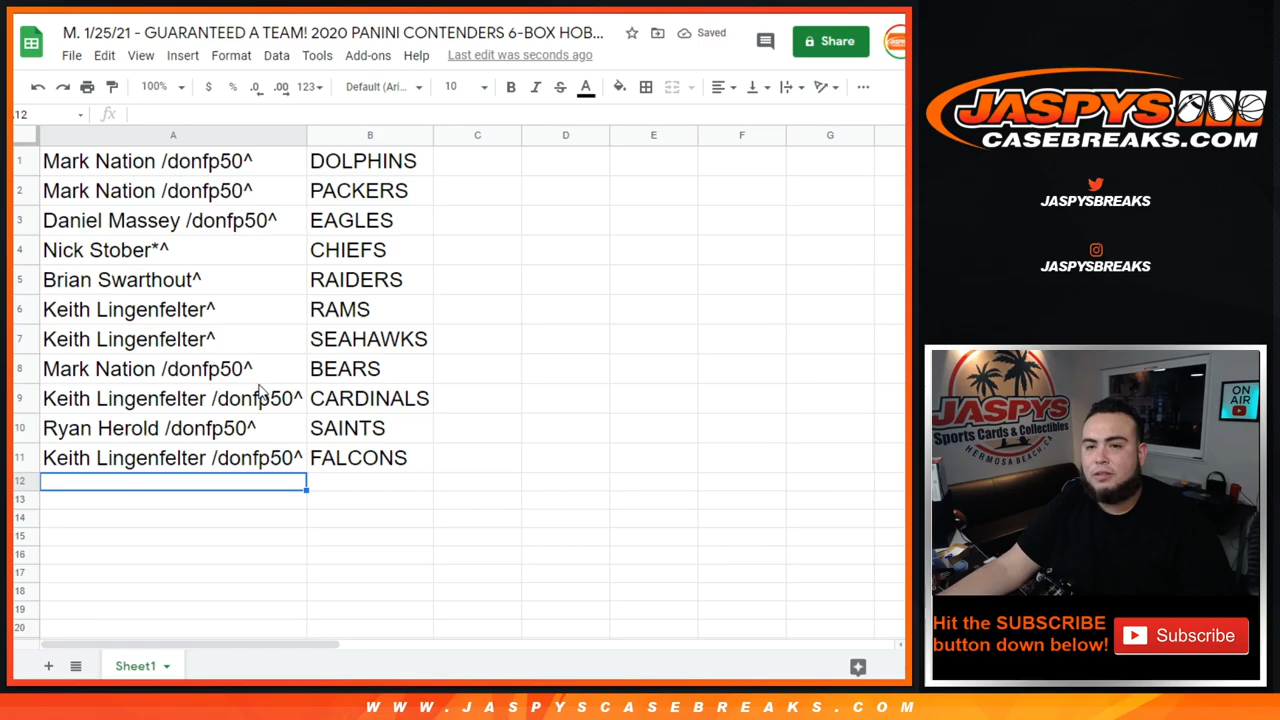 M. 1/25/21 - GUARANTEED A TEAM! 2020 PANINI CONTENDERS 6-BOX HOB...
Saved
Share
File Edit View Insert Format Data Tools Add-ons Help Last edit was seconds ago
100% $ % .0 .00 123 Default (Ari... 10 B I S A
12 fx
A B C D E F G
1 Mark Nation /donfp50^ DOLPHINS
2 Mark Nation /donfp50^ PACKERS
3 Daniel Massey /donfp50^ EAGLES
4 Nick Stober*^ CHIEFS
5 Brian Swarthout^ RAIDERS
6 Keith Lingenfelter^ RAMS
7 Keith Lingenfelter^ SEAHAWKS
8 Mark Nation /donfp50^ BEARS
9 Keith Lingenfelter /donfp50^ CARDINALS
10 Ryan Herold /donfp50^ SAINTS
11 Keith Lingenfelter /donfp50^ FALCONS
12
13
14
15
16
17
18
19
20
Sheet1
JASPYS
CASEBREAKS.COM
JASPYSBREAKS
JASPYSBREAKS
JASPYS
Sports Cards & Collectibles
HERMOSA BEACH, CA
ON
AIR
Hit the SUBSCRIBE
button down below!
Subscribe
WWW.JASPYSCASEBREAKS.COM